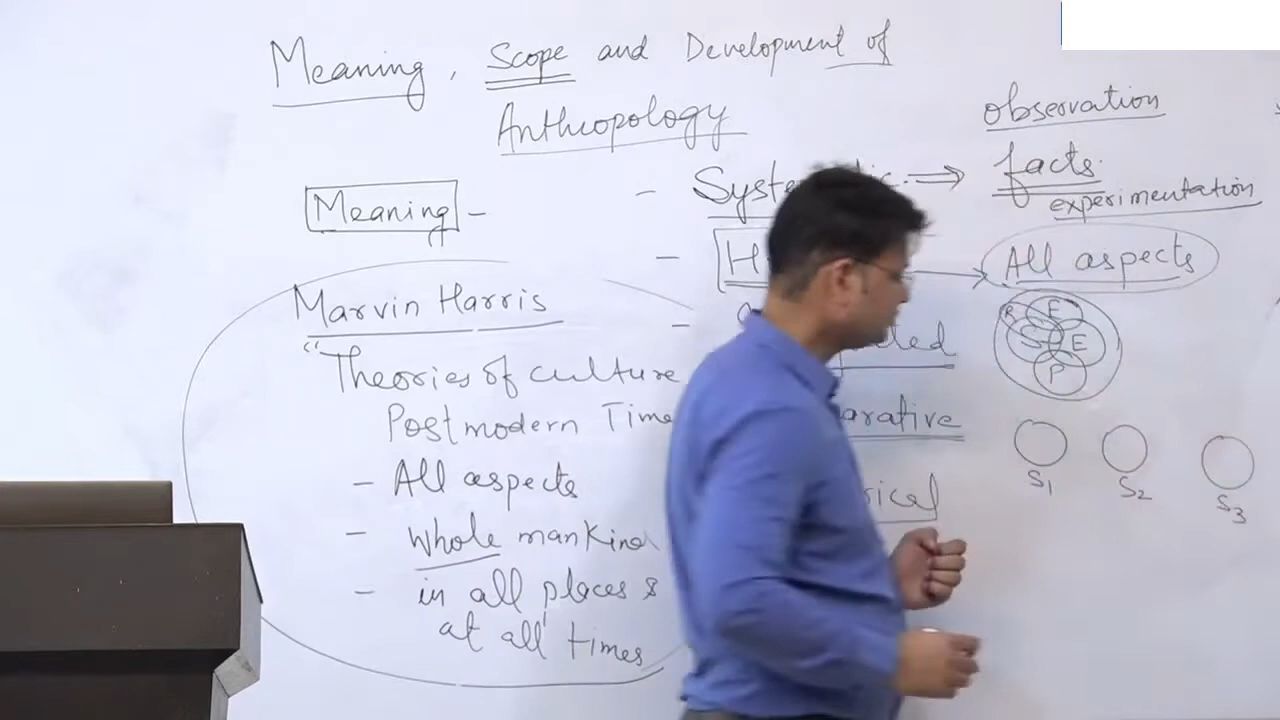 Meaning, Scope and Development of
Anthropology
Meaning -
Marvin Harris
"Theories of culture
Postmodern Time
- All aspects
- Whole mankind
- in all places &
at all times
-
-
-
observation
⇒ facts
experimentation
→ All aspects
R E
S E
P
S1 S2 S3